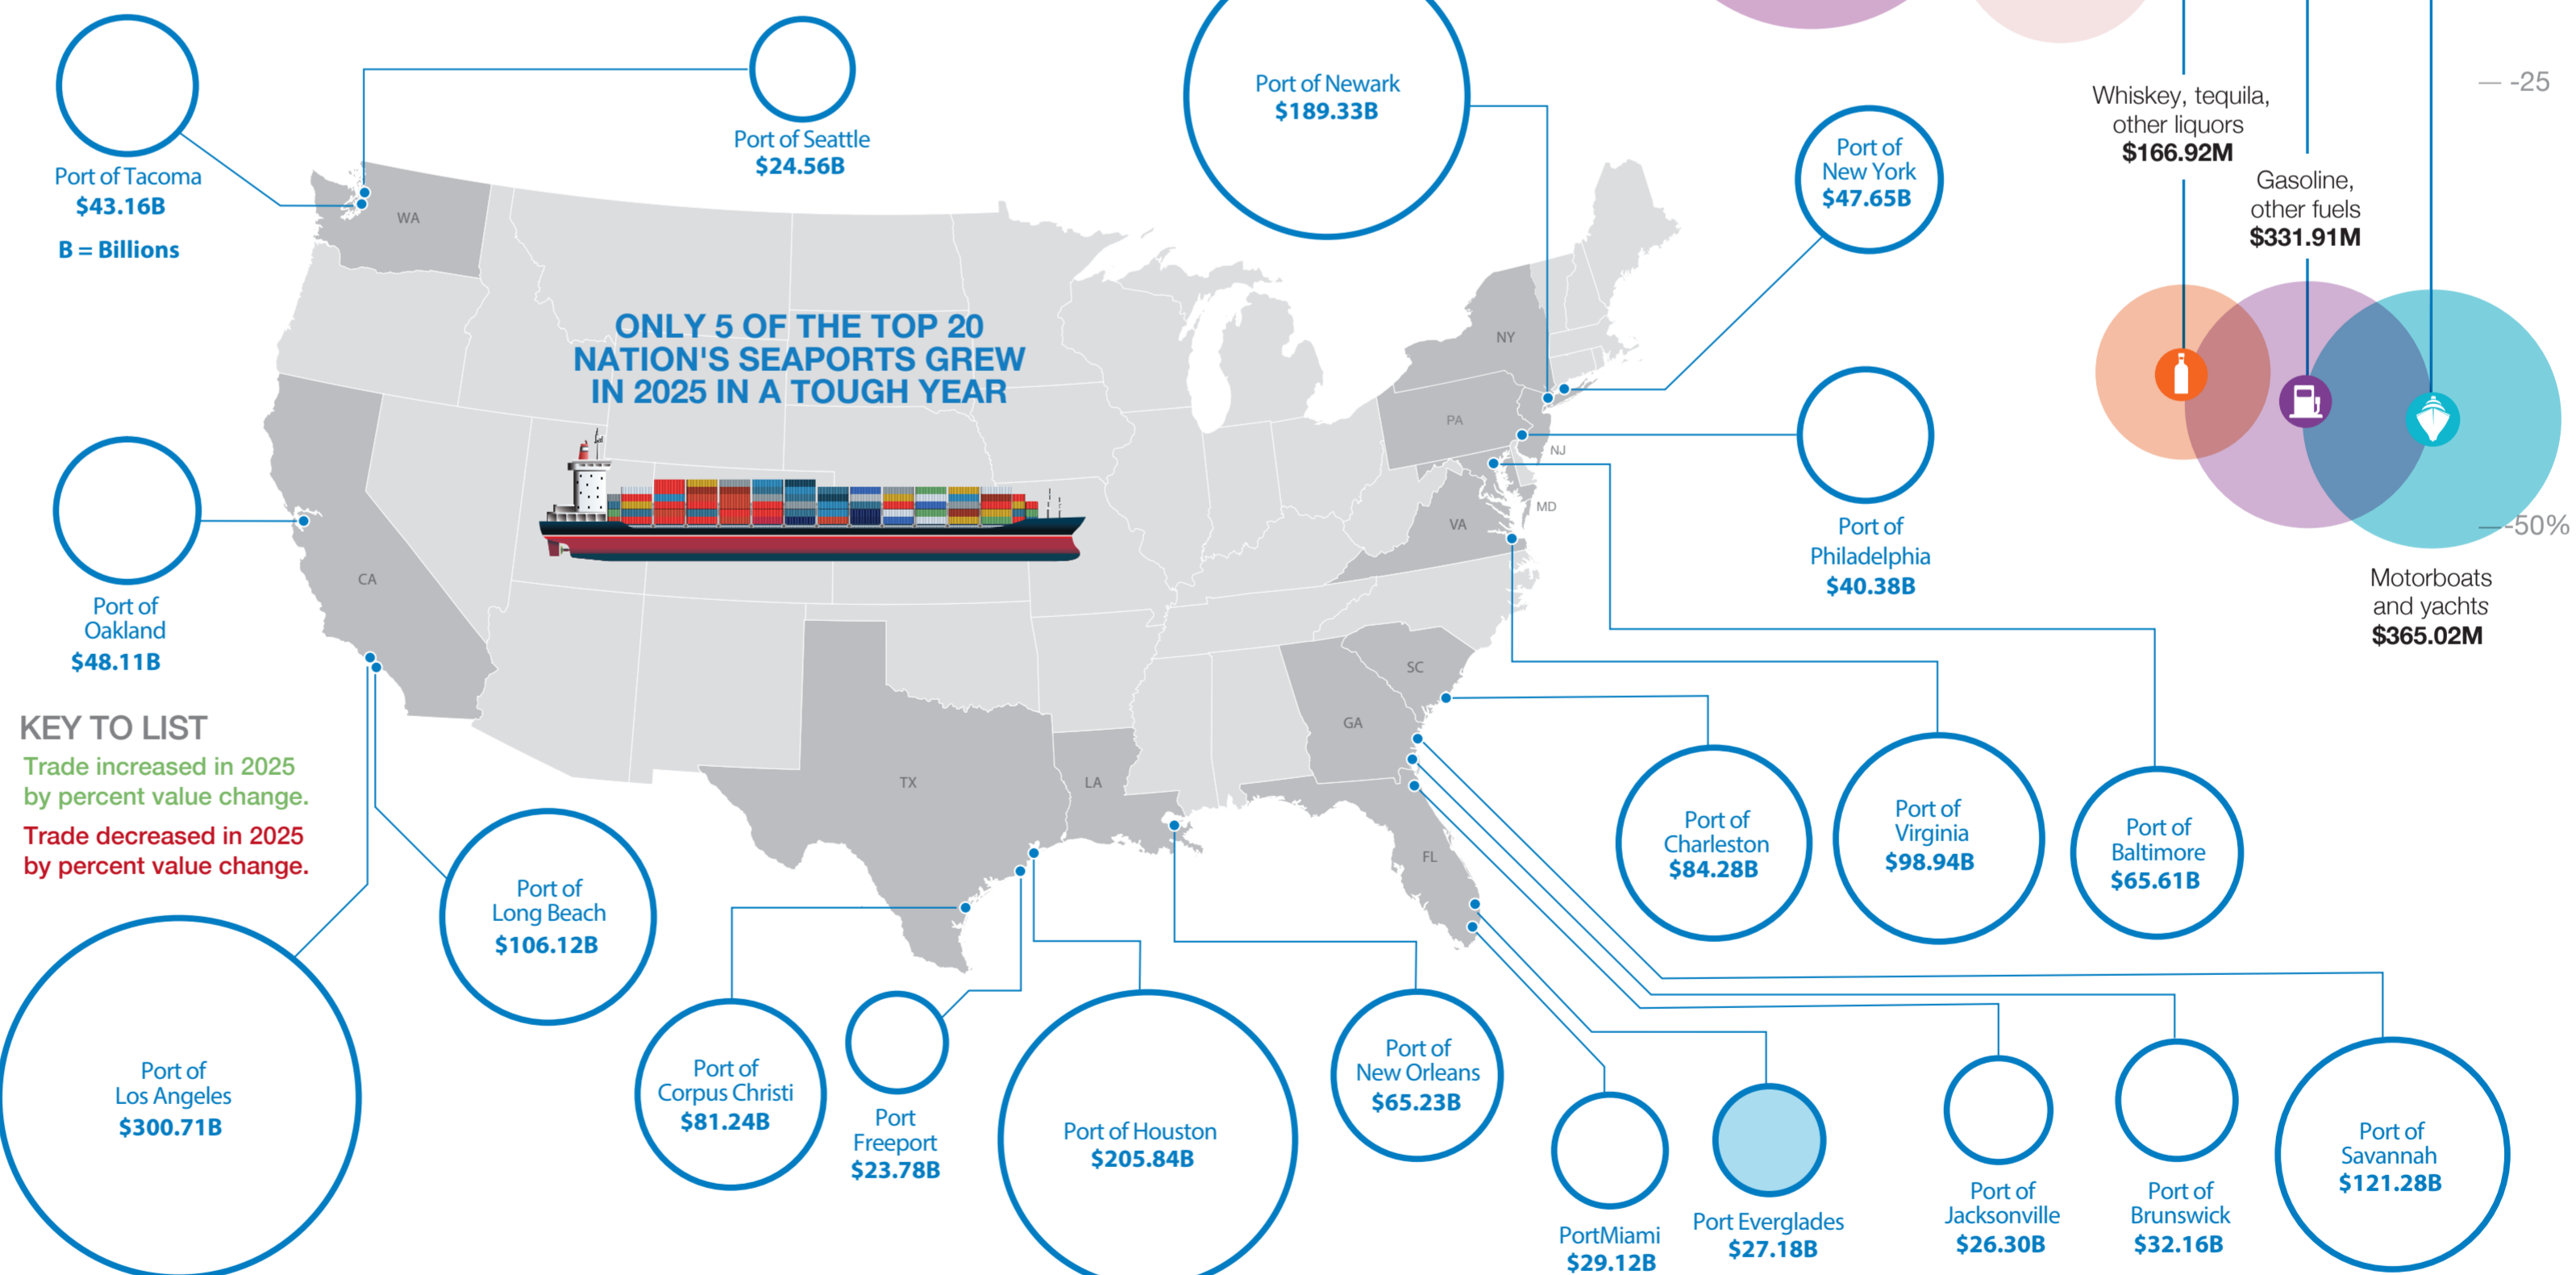 Port of Tacoma
$43.16B
B = Billions
Port of Seattle
$24.56B
Port of Newark
$189.33B
Port of
New York
$47.65B
Whiskey, tequila,
other liquors
$166.92M
Gasoline,
other fuels
$331.91M
-25
-50%
Motorboats
and yachts
$365.02M
ONLY 5 OF THE TOP 20
NATION'S SEAPORTS GREW
IN 2025 IN A TOUGH YEAR
WA
NY
PA
NJ
MD
VA
CA
SC
GA
TX
LA
FL
Port of
Philadelphia
$40.38B
Port of
Oakland
$48.11B
KEY TO LIST
Trade increased in 2025
by percent value change.
Trade decreased in 2025
by percent value change.
Port of
Los Angeles
$300.71B
Port of
Long Beach
$106.12B
Port of
Corpus Christi
$81.24B
Port
Freeport
$23.78B
Port of Houston
$205.84B
Port of
New Orleans
$65.23B
Port of
Charleston
$84.28B
Port of
Virginia
$98.94B
Port of
Baltimore
$65.61B
PortMiami
$29.12B
Port Everglades
$27.18B
Port of
Jacksonville
$26.30B
Port of
Brunswick
$32.16B
Port of
Savannah
$121.28B